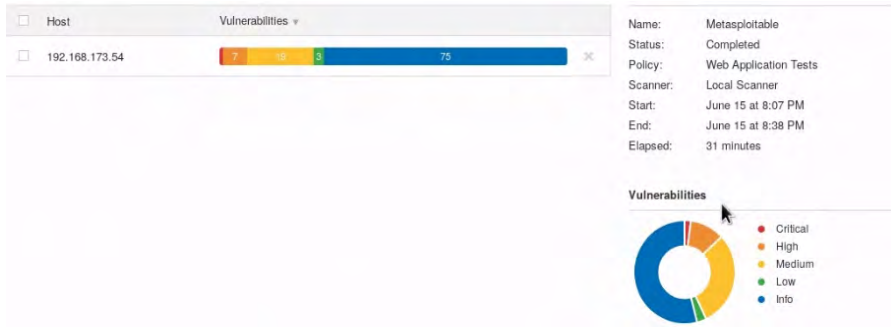 Host Vulnerabilities
192.168.173.54 7 19 3 75
Name: Metasploitable
Status: Completed
Policy: Web Application Tests
Scanner: Local Scanner
Start: June 15 at 8:07 PM
End: June 15 at 8:38 PM
Elapsed: 31 minutes
Vulnerabilities
Critical
High
Medium
Low
Info